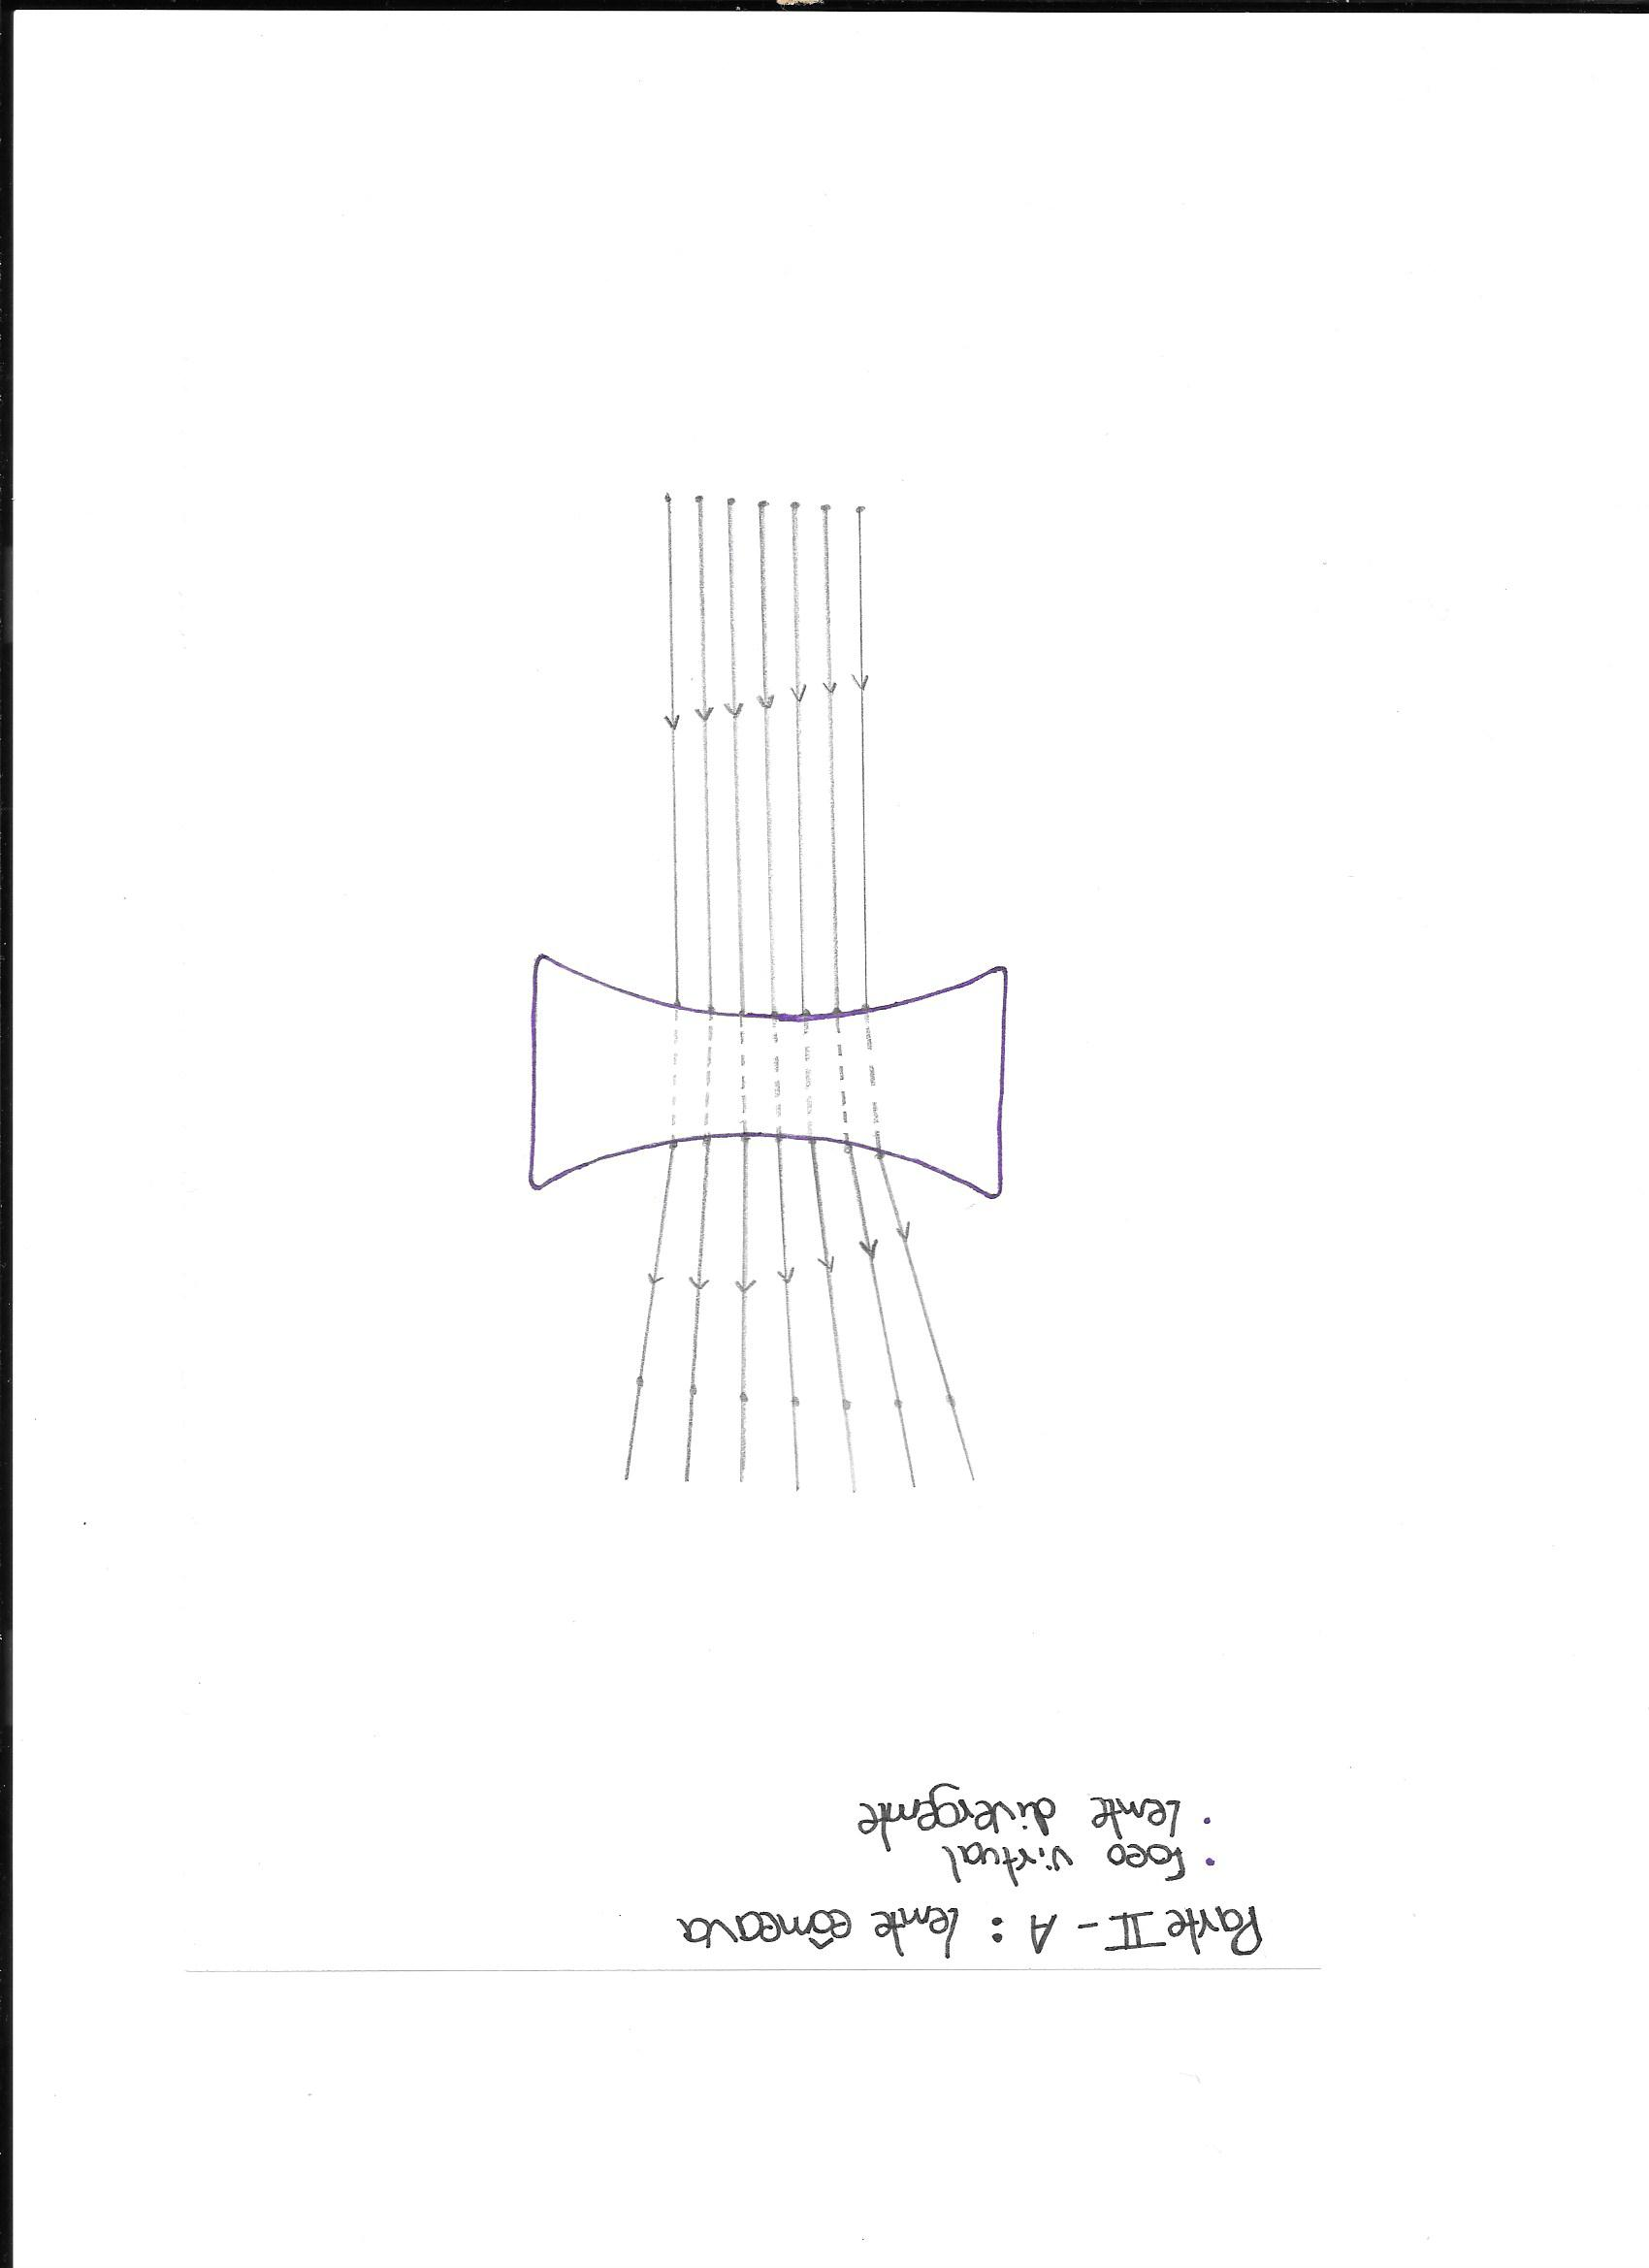 Parte II - A : lente côncava
. foco virtual
. Lente divergente